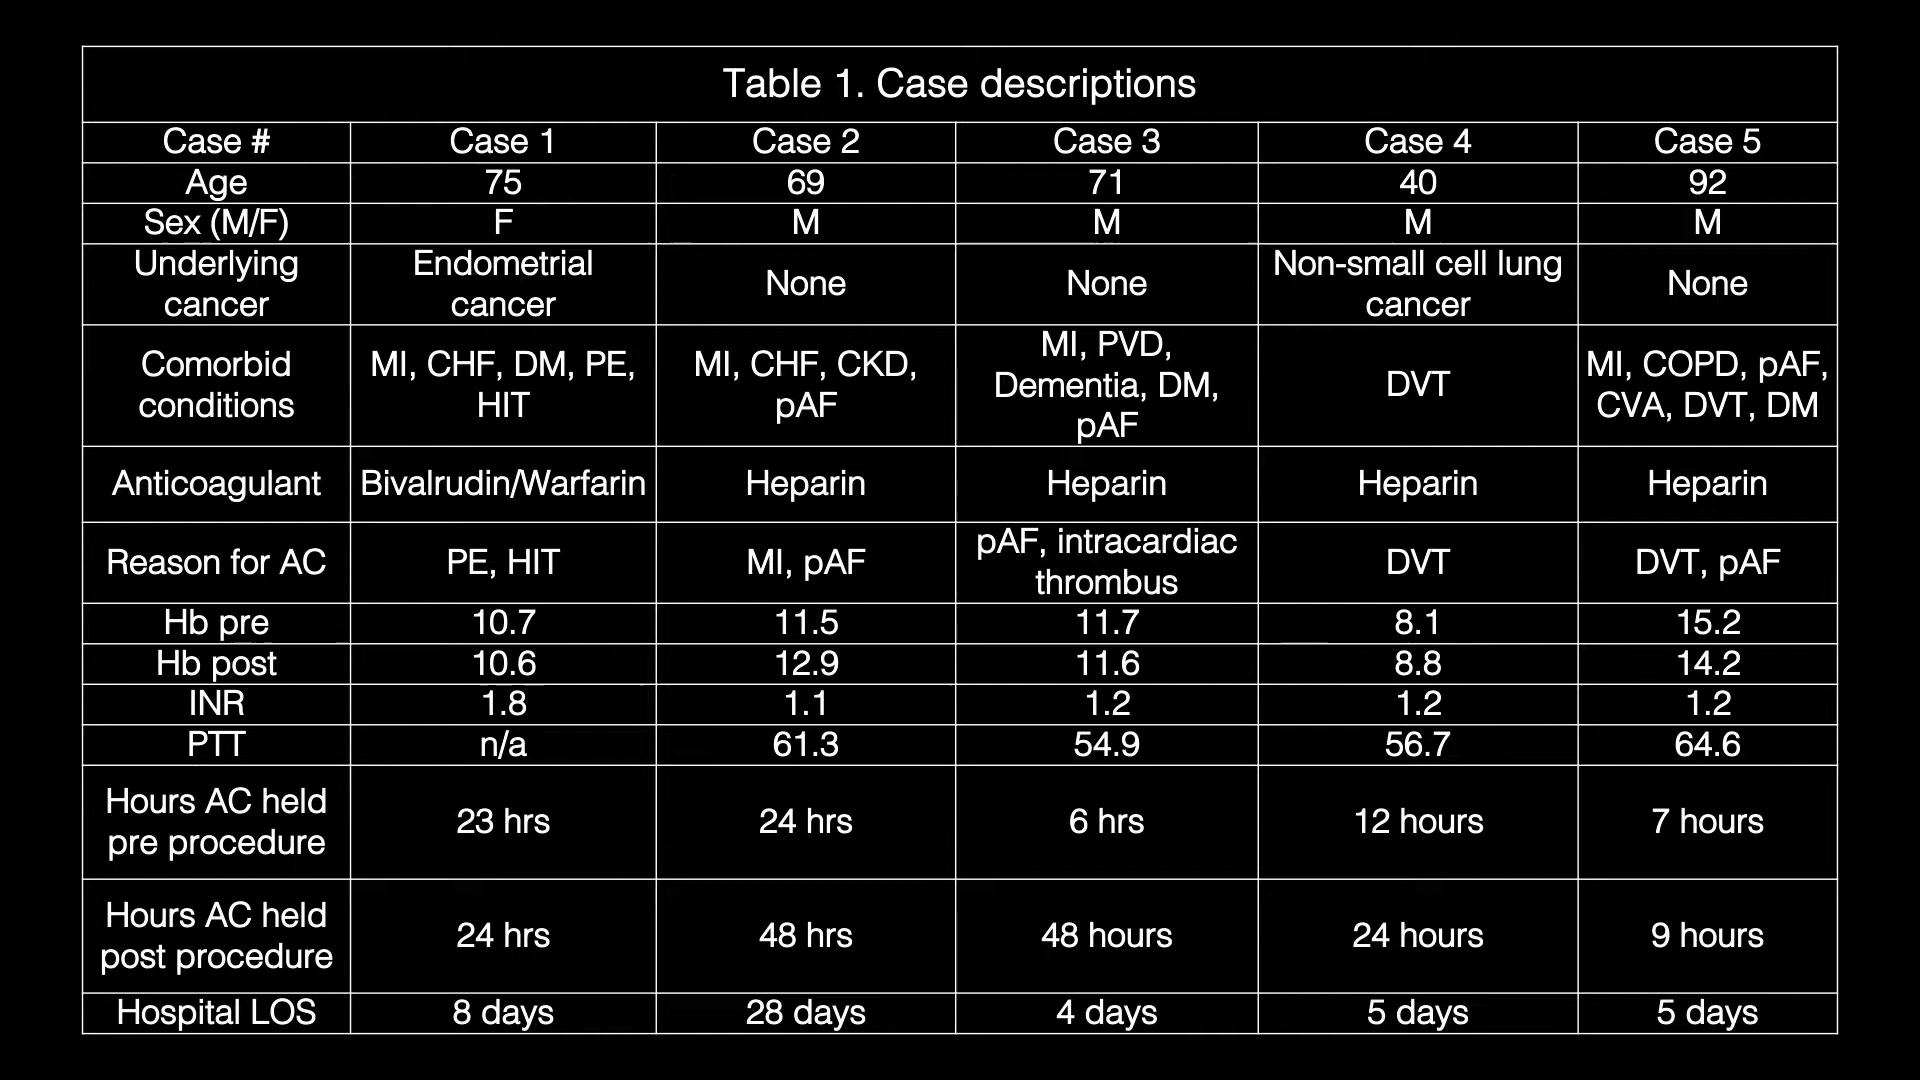 Table 1. Case descriptions
Case # Case 1 Case 2 Case 3 Case 4 Case 5
Age 75 69 71 40 92
Sex (M/F) F M M M M
Underlying cancer Endometrial cancer None None Non-small cell lung cancer None
Comorbid conditions MI, CHF, DM, PE, HIT MI, CHF, CKD, pAF MI, PVD, Dementia, DM, pAF DVT MI, COPD, pAF, CVA, DVT, DM
Anticoagulant Bivalrudin/Warfarin Heparin Heparin Heparin Heparin
Reason for AC PE, HIT MI, pAF pAF, intracardiac thrombus DVT DVT, pAF
Hb pre 10.7 11.5 11.7 8.1 15.2
Hb post 10.6 12.9 11.6 8.8 14.2
INR 1.8 1.1 1.2 1.2 1.2
PTT n/a 61.3 54.9 56.7 64.6
Hours AC held pre procedure 23 hrs 24 hrs 6 hrs 12 hours 7 hours
Hours AC held post procedure 24 hrs 48 hrs 48 hours 24 hours 9 hours
Hospital LOS 8 days 28 days 4 days 5 days 5 days